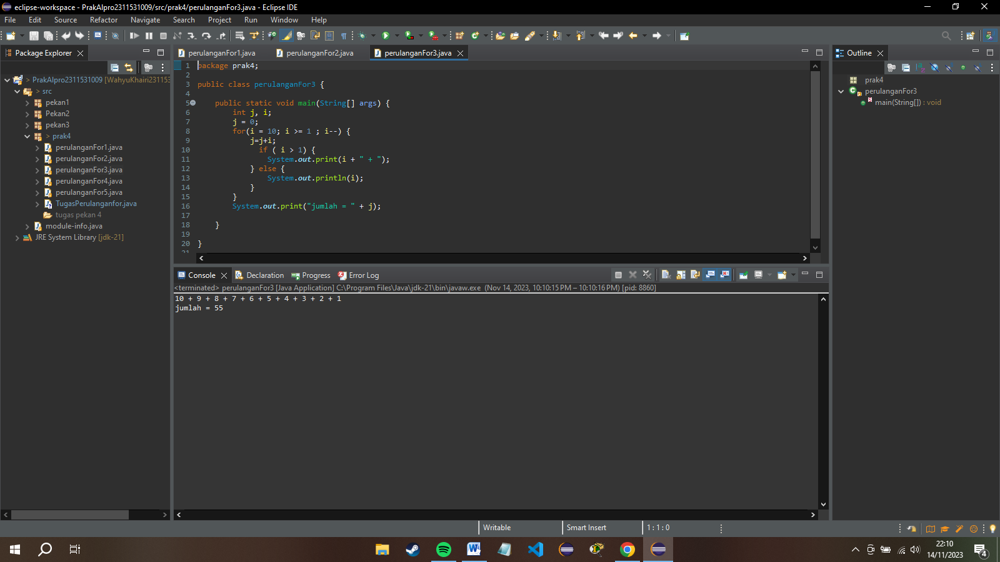 eclipse-workspace - PrakAlpro2311531009/src/prak4/perulanganFor3.java - Eclipse IDE
File Edit Source Refactor Navigate Search Project Run Window Help
Package Explorer
PrakAlpro2311531009 [WahyuKhairi231153
> src
pekan1
Pekan2
pekan3
> prak4
perulanganFor1.java
perulanganFor2.java
perulanganFor3.java
perulanganFor4.java
perulanganFor5.java
TugasPerulanganfor.java
tugas pekan 4
module-info.java
JRE System Library [jdk-21]
perulanganFor1.java perulanganFor2.java perulanganFor3.java
1 package prak4;
2
3 public class perulanganFor3 {
4
5 public static void main(String[] args) {
6 int j, i;
7 j = 0;
8 for(i = 10; i >= 1 ; i--) {
9 j=j+i;
10 if ( i > 1) {
11 System.out.print(i + " + ");
12 } else {
13 System.out.println(i);
14 }
15 }
16 System.out.print("jumlah = " + j);
17
18 }
19
20 }
21
Outline
prak4
perulanganFor3
main(String[]) : void
Console Declaration Progress Error Log
<terminated> perulanganFor3 [Java Application] C:\Program Files\Java\jdk-21\bin\javaw.exe (Nov 14, 2023, 10:10:15 PM – 10:10:16 PM) [pid: 8860]
10 + 9 + 8 + 7 + 6 + 5 + 4 + 3 + 2 + 1
jumlah = 55
Writable Smart Insert 1 : 1 : 0
22:10
14/11/2023
4